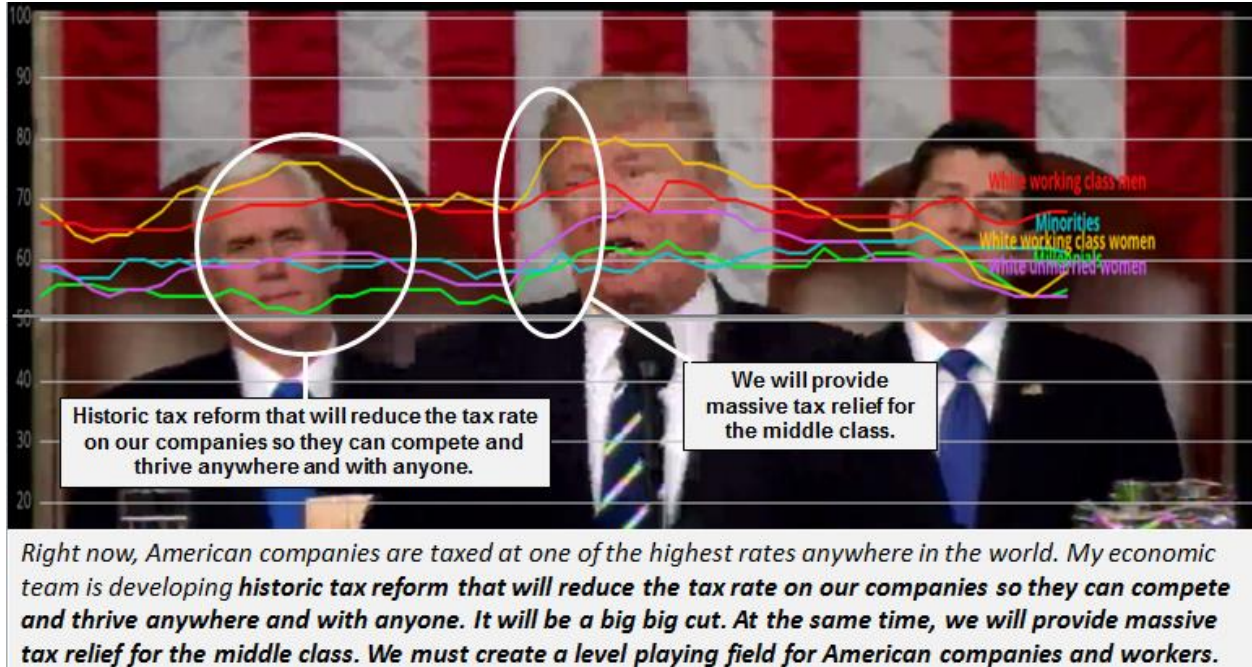 100
90
80
70
60
50
40
30
20
White working class men
Minorities
White working class women
Millennials
White unmarried women
Historic tax reform that will reduce the tax rate
on our companies so they can compete and
thrive anywhere and with anyone.
We will provide
massive tax relief for
the middle class.
Right now, American companies are taxed at one of the highest rates anywhere in the world. My economic
team is developing historic tax reform that will reduce the tax rate on our companies so they can compete
and thrive anywhere and with anyone. It will be a big big cut. At the same time, we will provide massive
tax relief for the middle class. We must create a level playing field for American companies and workers.